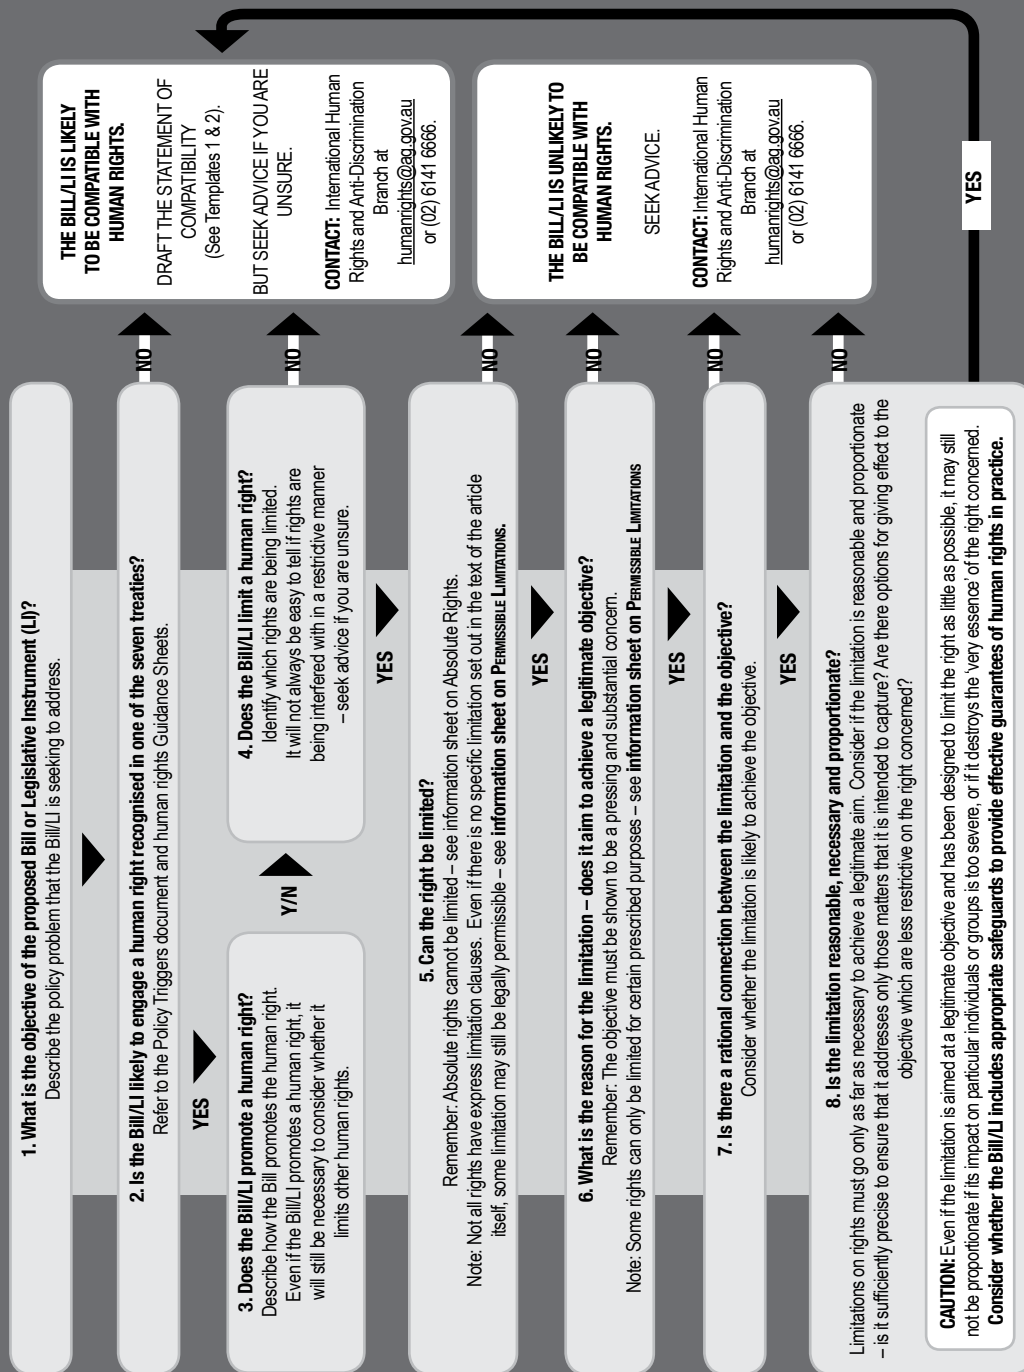 1. What is the objective of the proposed Bill or Legislative Instrument (LI)?
Describe the policy problem that the Bill/LI is seeking to address.
2. Is the Bill/LI likely to engage a human right recognised in one of the seven treaties?
Refer to the Policy Triggers document and human rights Guidance Sheets.
NO
YES
3. Does the Bill/LI promote a human right?
Describe how the Bill promotes the human right.
Even if the Bill/LI promotes a human right, it
will still be necessary to consider whether it
limits other human rights.
Y/N
4. Does the Bill/LI limit a human right?
Identify which rights are being limited.
It will not always be easy to tell if rights are
being interfered with in a restrictive manner
– seek advice if you are unsure.
NO
YES
THE BILL/LI IS LIKELY
TO BE COMPATIBLE WITH
HUMAN RIGHTS.
DRAFT THE STATEMENT OF
COMPATIBILITY
(See Templates 1 & 2).
BUT SEEK ADVICE IF YOU ARE
UNSURE.
CONTACT: International Human
Rights and Anti-Discrimination
Branch at
humanrights@ag.gov.au
or (02) 6141 6666.
5. Can the right be limited?
Remember: Absolute rights cannot be limited – see information sheet on Absolute Rights.
Note: Not all rights have express limitation clauses. Even if there is no specific limitation set out in the text of the article
itself, some limitation may still be legally permissible – see information sheet on PERMISSIBLE LIMITATIONS.
NO
YES
6. What is the reason for the limitation – does it aim to achieve a legitimate objective?
Remember: The objective must be shown to be a pressing and substantial concern.
Note: Some rights can only be limited for certain prescribed purposes – see information sheet on PERMISSIBLE LIMITATIONS
NO
YES
7. Is there a rational connection between the limitation and the objective?
Consider whether the limitation is likely to achieve the objective.
NO
YES
THE BILL/LI IS UNLIKELY TO
BE COMPATIBLE WITH
HUMAN RIGHTS.
SEEK ADVICE.
CONTACT: International Human
Rights and Anti-Discrimination
Branch at
humanrights@ag.gov.au
or (02) 6141 6666.
8. Is the limitation reasonable, necessary and proportionate?
Limitations on rights must go only as far as necessary to achieve a legitimate aim. Consider if the limitation is reasonable and proportionate
– is it sufficiently precise to ensure that it addresses only those matters that it is intended to capture? Are there options for giving effect to the
objective which are less restrictive on the right concerned?
NO
CAUTION: Even if the limitation is aimed at a legitimate objective and has been designed to limit the right as little as possible, it may still
not be proportionate if its impact on particular individuals or groups is too severe, or if it destroys the 'very essence' of the right concerned.
Consider whether the Bill/LI includes appropriate safeguards to provide effective guarantees of human rights in practice.
YES